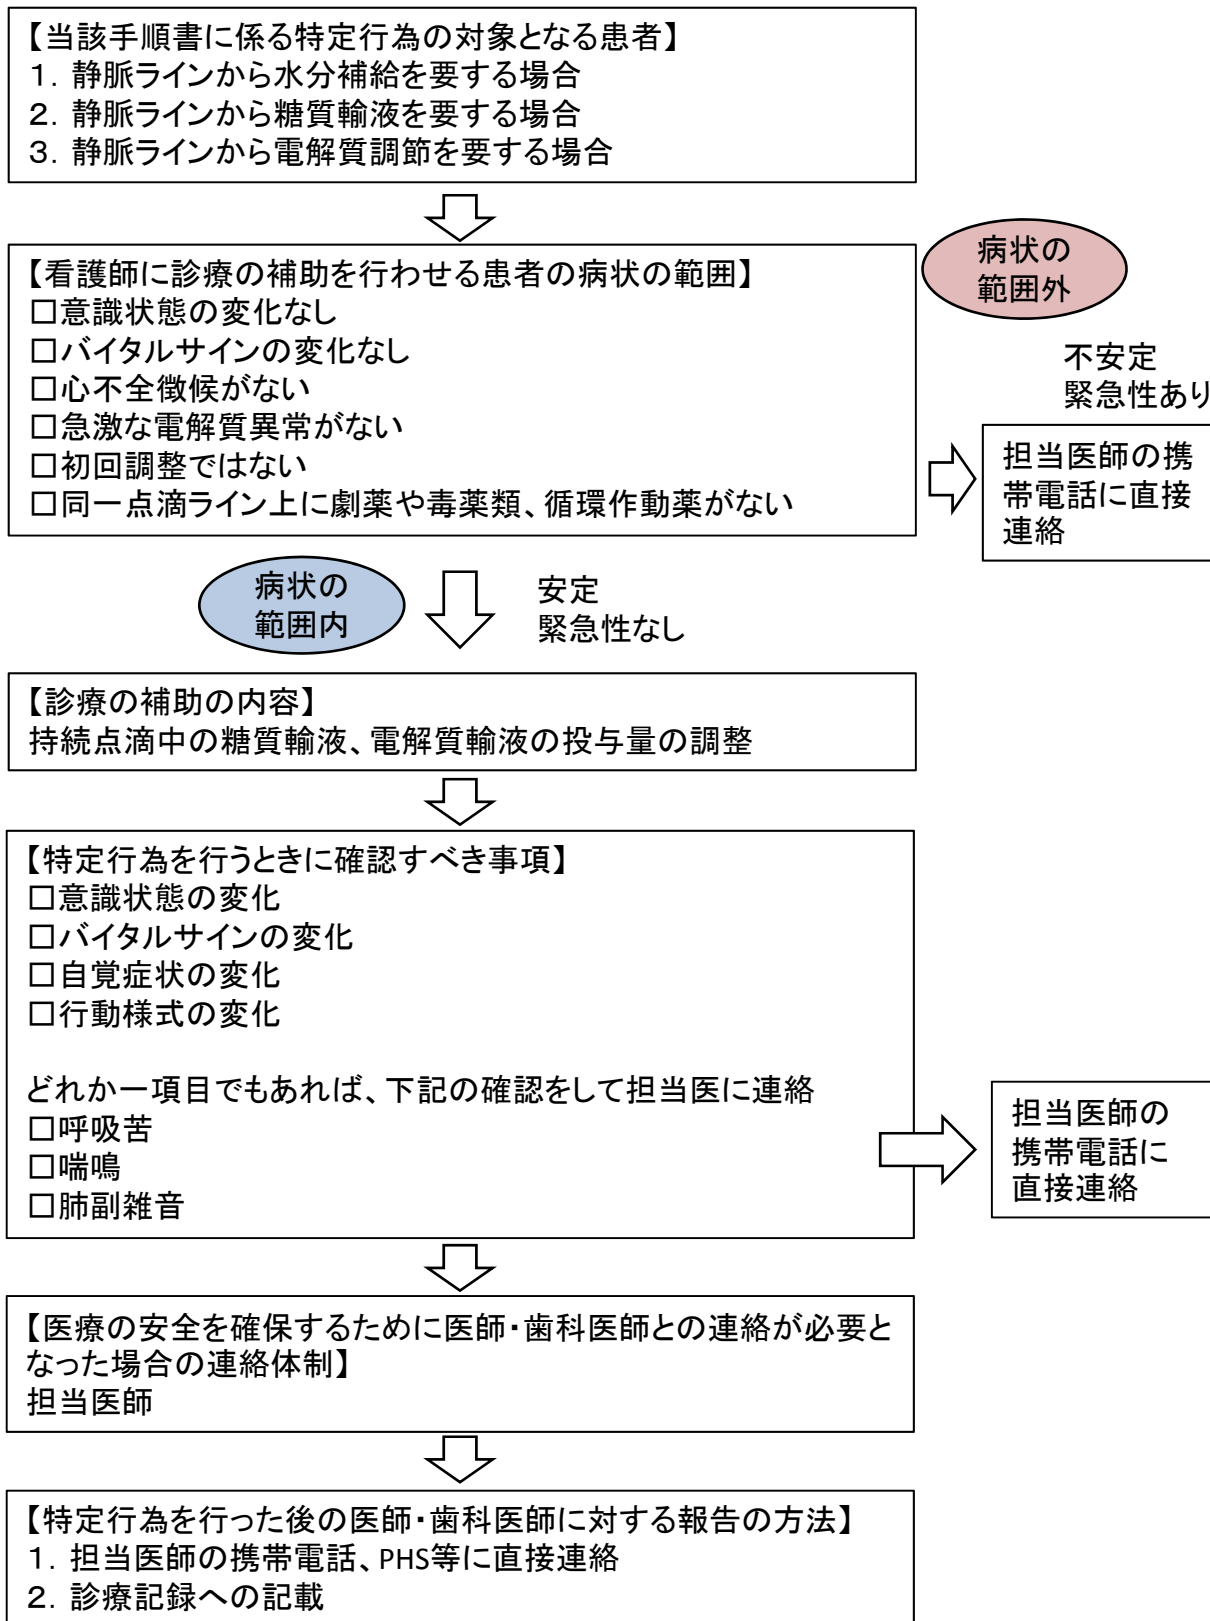 【当該手順書に係る特定行為の対象となる患者】
１．静脈ラインから水分補給を要する場合
２．静脈ラインから糖質輸液を要する場合
３．静脈ラインから電解質調節を要する場合
【看護師に診療の補助を行わせる患者の病状の範囲】
□意識状態の変化なし
□バイタルサインの変化なし
□心不全徴候がない
□急激な電解質異常がない
□初回調整ではない
□同一点滴ライン上に劇薬や毒薬類、循環作動薬がない
病状の
範囲外
不安定
緊急性あり
担当医師の携
帯電話に直接
連絡
病状の
範囲内
安定
緊急性なし
【診療の補助の内容】
持続点滴中の糖質輸液、電解質輸液の投与量の調整
【特定行為を行うときに確認すべき事項】
□意識状態の変化
□バイタルサインの変化
□自覚症状の変化
□行動様式の変化
どれか一項目でもあれば、下記の確認をして担当医に連絡
□呼吸苦
□喘鳴
□肺副雑音
担当医師の
携帯電話に
直接連絡
【医療の安全を確保するために医師・歯科医師との連絡が必要と
なった場合の連絡体制】
担当医師
【特定行為を行った後の医師・歯科医師に対する報告の方法】
１．担当医師の携帯電話、PHS等に直接連絡
２．診療記録への記載